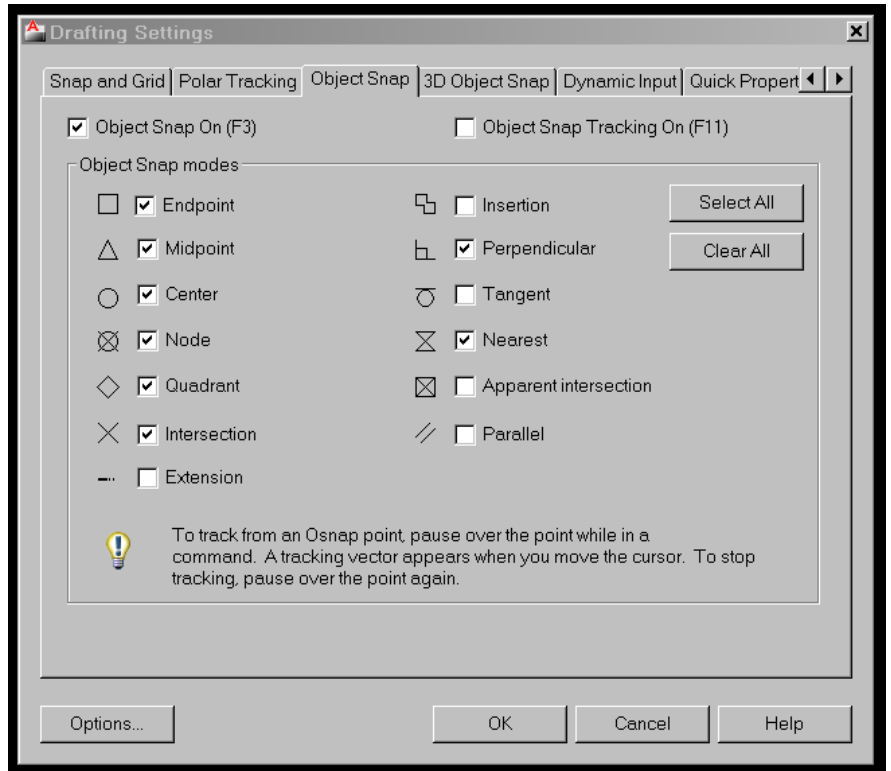 Drafting Settings
Snap and Grid Polar Tracking Object Snap 3D Object Snap Dynamic Input Quick Propert
Object Snap On (F3) Object Snap Tracking On (F11)
Object Snap modes
Endpoint Insertion Select All
Midpoint Perpendicular Clear All
Center Tangent
Node Nearest
Quadrant Apparent intersection
Intersection Parallel
Extension
To track from an Osnap point, pause over the point while in a
command. A tracking vector appears when you move the cursor. To stop
tracking, pause over the point again.
Options... OK Cancel Help